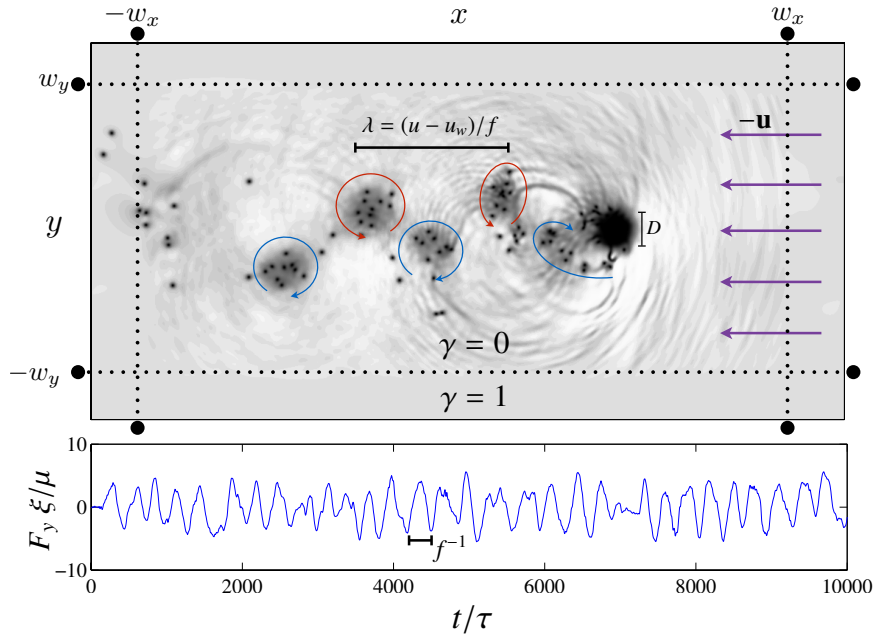 −w_x x w_x
w_y
λ = (u − u_w)/f
−u
y
D
γ = 0
−w_y
γ = 1
10
0
−10
F_y ξ/μ
f⁻¹
0 2000 4000 6000 8000 10000
t/τ